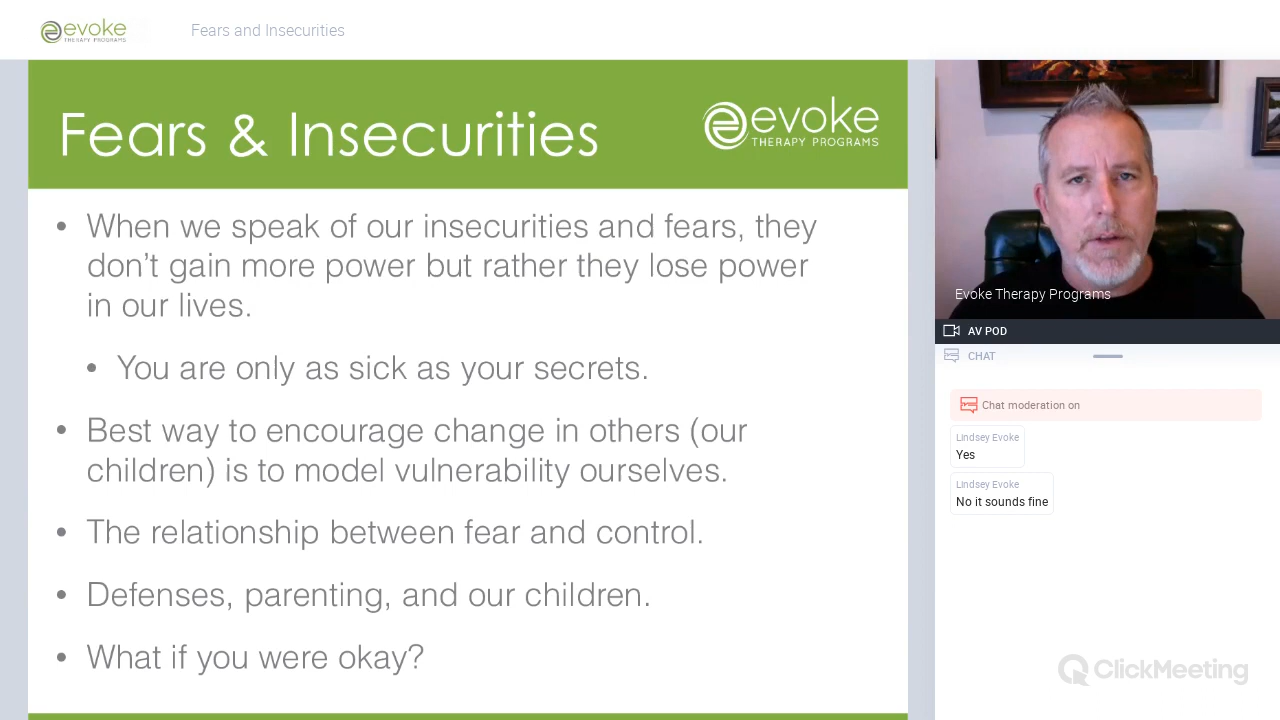 evoke
THERAPY PROGRAMS
Fears and Insecurities
Fears & Insecurities
evoke
THERAPY PROGRAMS
• When we speak of our insecurities and fears, they
don’t gain more power but rather they lose power
in our lives.
• You are only as sick as your secrets.
• Best way to encourage change in others (our
children) is to model vulnerability ourselves.
• The relationship between fear and control.
• Defenses, parenting, and our children.
• What if you were okay?
Evoke Therapy Programs
AV POD
CHAT
Chat moderation on
Lindsey Evoke
Yes
Lindsey Evoke
No it sounds fine
ClickMeeting